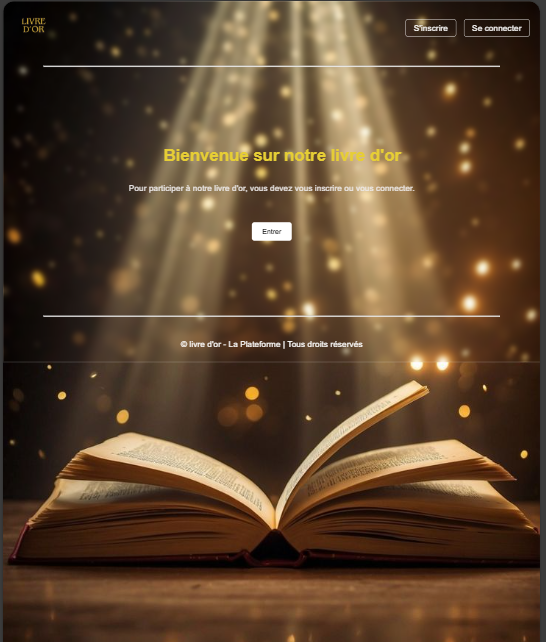 LIVRE
D'OR
S'inscrire
Se connecter
Bienvenue sur notre livre d'or
Pour participer à notre livre d'or, vous devez vous inscrire ou vous connecter.
Entrer
© livre d'or - La Plateforme | Tous droits réservés